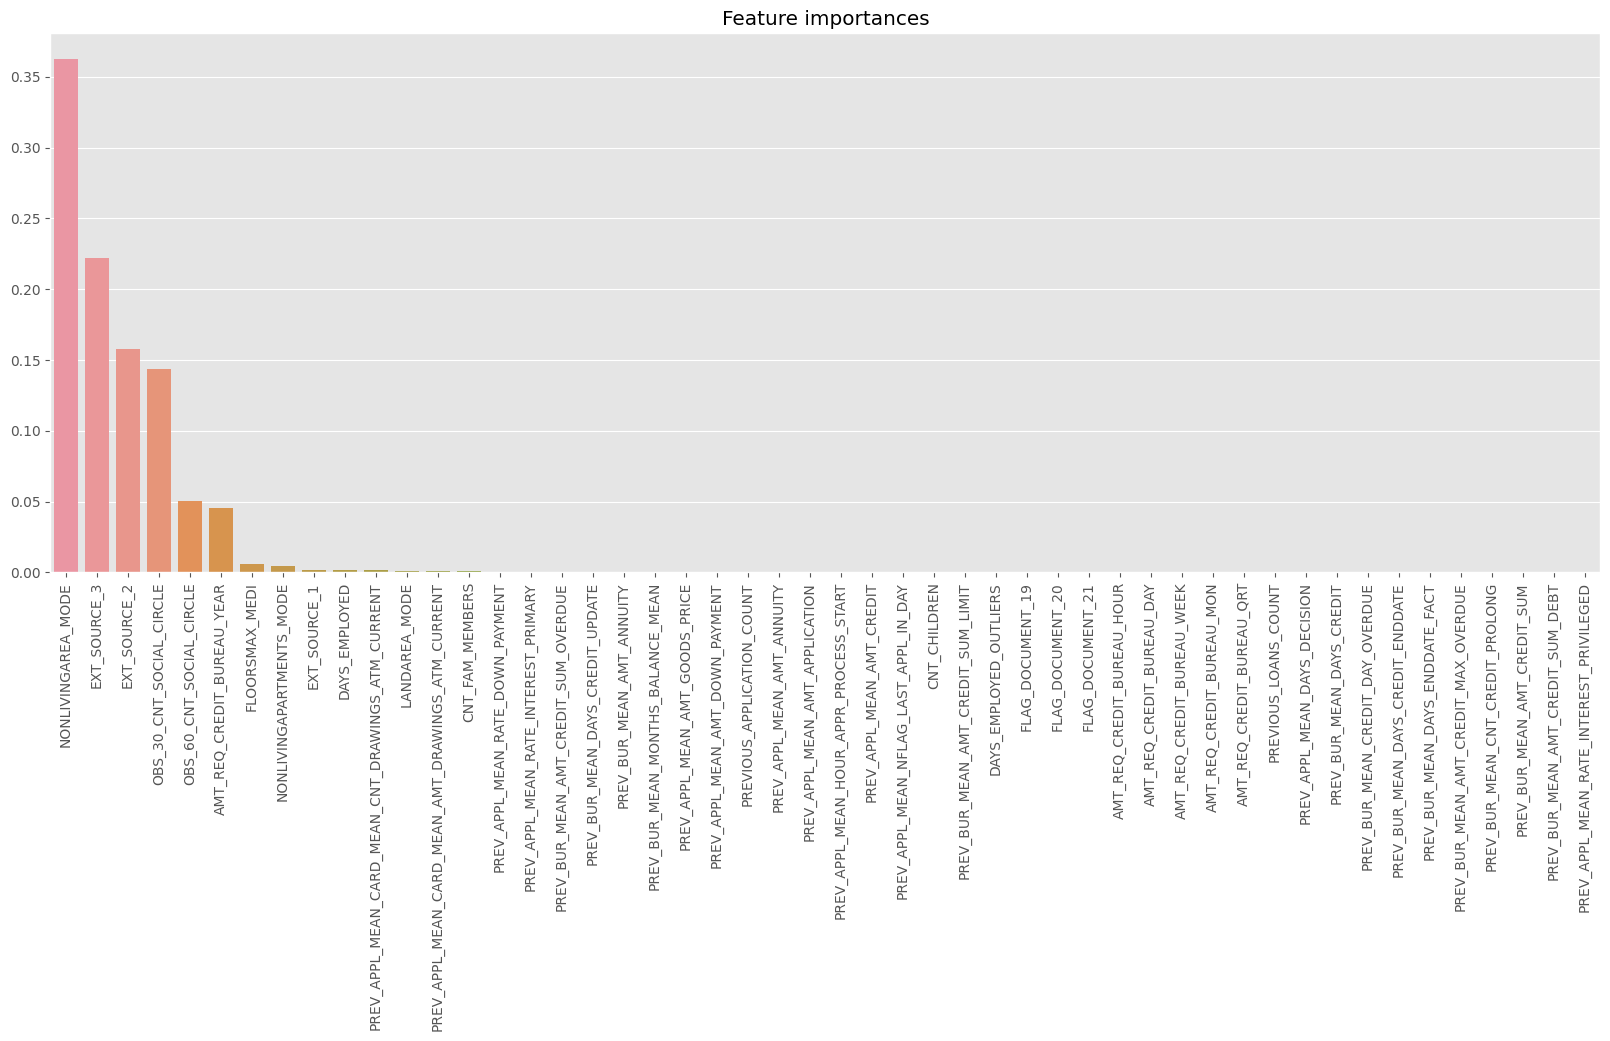 Feature importances
0.35
0.30
0.25
0.20
0.15
0.10
0.05
0.00
NONLIVINGAREA_MODE
EXT_SOURCE_3
EXT_SOURCE_2
OBS_30_CNT_SOCIAL_CIRCLE
OBS_60_CNT_SOCIAL_CIRCLE
AMT_REQ_CREDIT_BUREAU_YEAR
FLOORSMAX_MEDI
NONLIVINGAPARTMENTS_MODE
EXT_SOURCE_1
DAYS_EMPLOYED
PREV_APPL_MEAN_CARD_MEAN_CNT_DRAWINGS_ATM_CURRENT
LANDAREA_MODE
PREV_APPL_MEAN_CARD_MEAN_AMT_DRAWINGS_ATM_CURRENT
CNT_FAM_MEMBERS
PREV_APPL_MEAN_RATE_DOWN_PAYMENT
PREV_APPL_MEAN_RATE_INTEREST_PRIMARY
PREV_BUR_MEAN_AMT_CREDIT_SUM_OVERDUE
PREV_BUR_MEAN_DAYS_CREDIT_UPDATE
PREV_BUR_MEAN_AMT_ANNUITY
PREV_BUR_MEAN_MONTHS_BALANCE_MEAN
PREV_APPL_MEAN_AMT_GOODS_PRICE
PREV_APPL_MEAN_AMT_DOWN_PAYMENT
PREVIOUS_APPLICATION_COUNT
PREV_APPL_MEAN_AMT_ANNUITY
PREV_APPL_MEAN_AMT_APPLICATION
PREV_APPL_MEAN_HOUR_APPR_PROCESS_START
PREV_APPL_MEAN_AMT_CREDIT
PREV_APPL_MEAN_NFLAG_LAST_APPL_IN_DAY
CNT_CHILDREN
PREV_BUR_MEAN_AMT_CREDIT_SUM_LIMIT
DAYS_EMPLOYED_OUTLIERS
FLAG_DOCUMENT_19
FLAG_DOCUMENT_20
FLAG_DOCUMENT_21
AMT_REQ_CREDIT_BUREAU_HOUR
AMT_REQ_CREDIT_BUREAU_DAY
AMT_REQ_CREDIT_BUREAU_WEEK
AMT_REQ_CREDIT_BUREAU_MON
AMT_REQ_CREDIT_BUREAU_QRT
PREVIOUS_LOANS_COUNT
PREV_APPL_MEAN_DAYS_DECISION
PREV_BUR_MEAN_DAYS_CREDIT
PREV_BUR_MEAN_CREDIT_DAY_OVERDUE
PREV_BUR_MEAN_DAYS_CREDIT_ENDDATE
PREV_BUR_MEAN_DAYS_ENDDATE_FACT
PREV_BUR_MEAN_AMT_CREDIT_MAX_OVERDUE
PREV_BUR_MEAN_CNT_CREDIT_PROLONG
PREV_BUR_MEAN_AMT_CREDIT_SUM
PREV_BUR_MEAN_AMT_CREDIT_SUM_DEBT
PREV_APPL_MEAN_RATE_INTEREST_PRIVILEGED